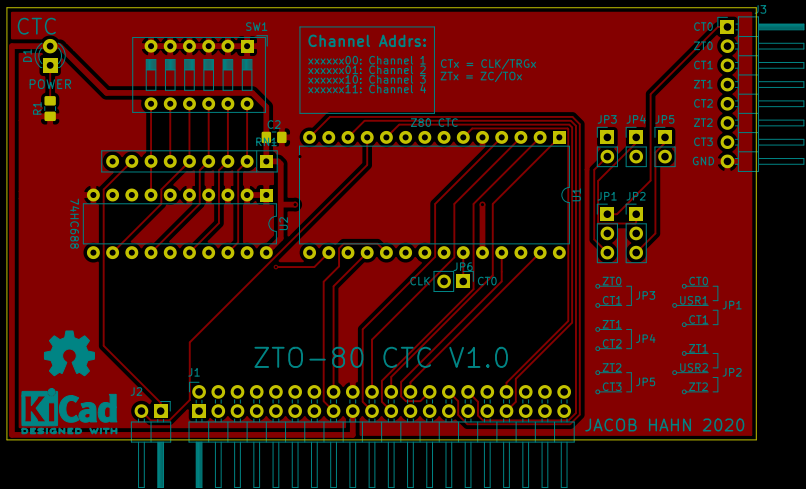 CTC
D1
POWER
R1
SW1
Channel Addrs:
xxxxxx00: Channel 1
xxxxxx01: Channel 2
xxxxxx10: Channel 3
xxxxxx11: Channel 4
CTx = CLK/TRGx
ZTx = ZC/TOx
J3
CT0
ZT0
CT1
ZT1
CT2
ZT2
CT3
GND
C2
RN1
Z80 CTC
JP3
JP4
JP5
74HC688
U2
U1
JP1
JP2
JP6
CLK
CT0
ZT0
CT1
JP3
ZT1
CT2
JP4
ZT2
CT3
JP5
CT0
USR1
CT1
JP1
ZT1
USR2
ZT2
JP2
ZTO-80 CTC V1.0
J2
J1
KiCad
DESIGNED WITH
JACOB HAHN 2020